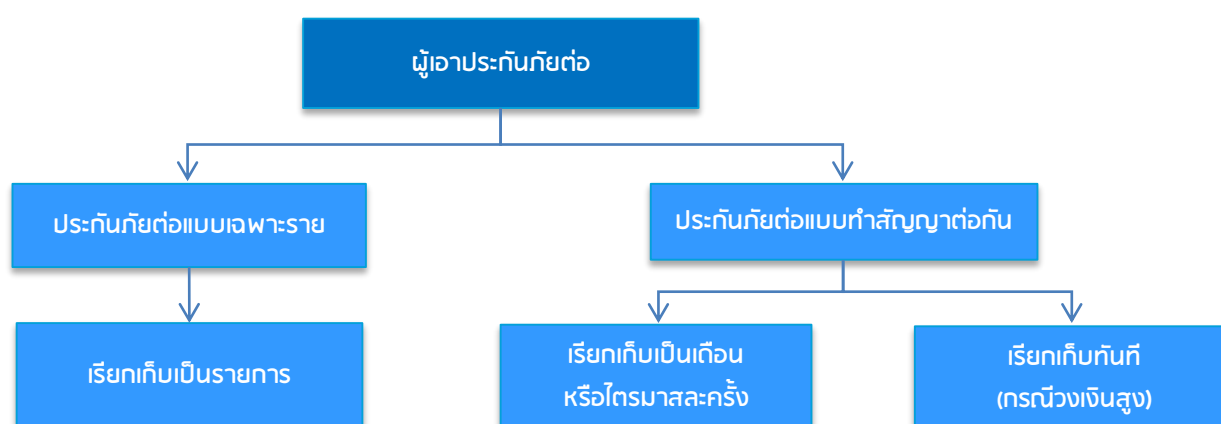 ผู้เอาประกันภัยต่อ
ประกันภัยต่อแบบเฉพาะราย
ประกันภัยต่อแบบทำสัญญาต่อกัน
เรียกเก็บเป็นรายการ
เรียกเก็บเป็นเดือน
หรือไตรมาสละครั้ง
เรียกเก็บทันที
(กรณีวงเงินสูง)